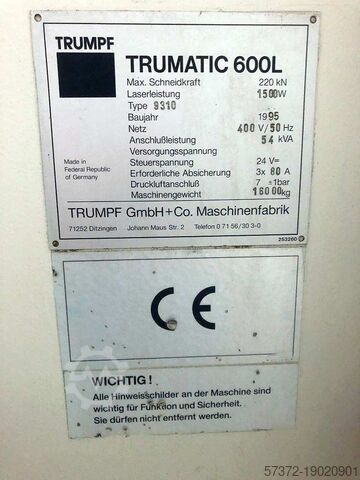 TRUMPF
TRUMATIC 600L
Max. Schneidkraft 220 kN
Laserleistung 1500W
Type 9310
Baujahr 1995
Netz 400 V/50 Hz
Anschlußleistung 54 kVA
Versorgungsspannung
Steuerspannung 24 V=
Erforderliche Absicherung 3x 80 A
Druckluftanschluß 7 ±1bar
Maschinengewicht 16000kg
Made in
Federal Republic
of Germany
TRUMPF GmbH+Co. Maschinenfabrik
71252 Ditzingen Johann Maus Str. 2 Telefon 0 71 56/30 3-0
253260
CE
WICHTIG!
Alle Hinweisschilder an der Maschine sind
wichtig für Funktion und Sicherheit.
Sie dürfen nicht entfernt werden.
57372-19020901